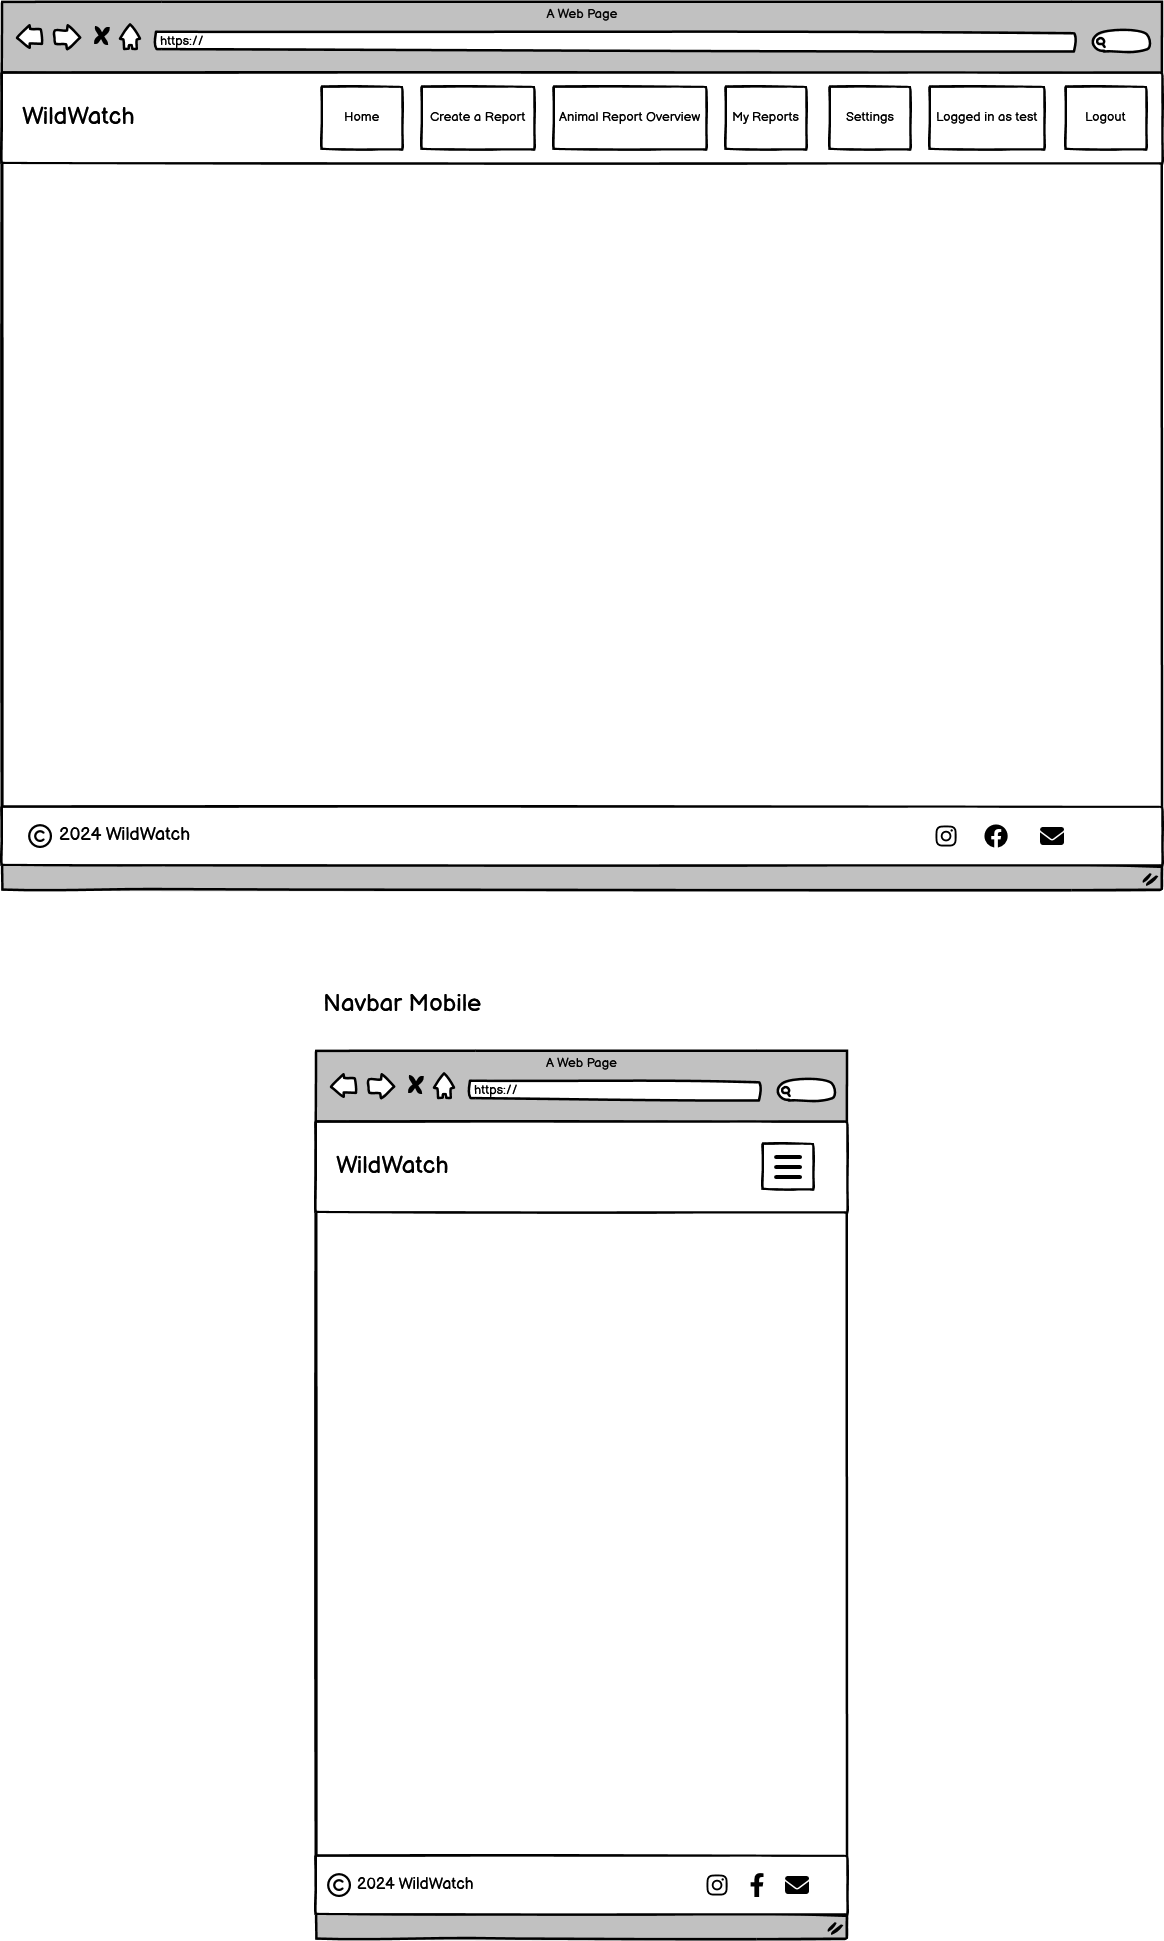 A Web Page
https://
WildWatch
Home
Create a Report
Animal Report Overview
My Reports
Settings
Logged in as test
Logout
© 2024 WildWatch
Navbar Mobile
A Web Page
https://
WildWatch
© 2024 WildWatch